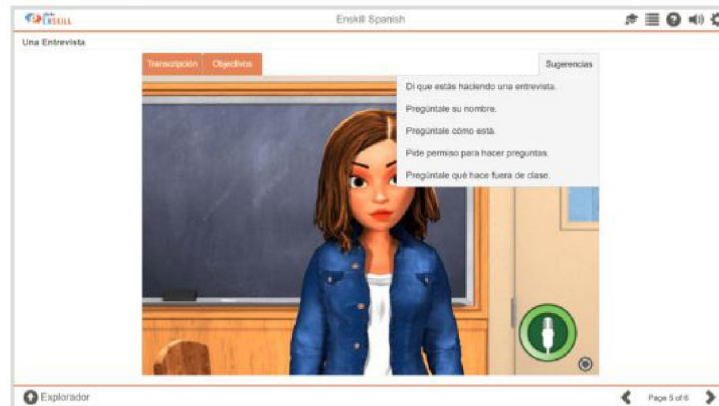 ENSKILL
Enskill Spanish
Una Entrevista
Transcripción
Objectivos
Sugerencias
Di que estás haciendo una entrevista.
Pregúntale su nombre.
Pregúntale cómo está.
Pide permiso para hacer preguntas.
Pregúntale qué hace fuera de clase.
Explorador
Page 5 of 6